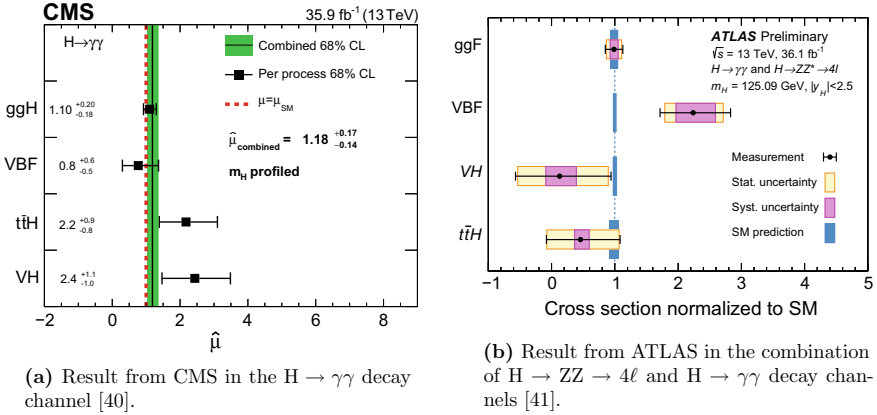 CMS 35.9 fb⁻¹ (13 TeV)
H→γγ
Combined 68% CL
Per process 68% CL
μ=μ_SM
μ̂_combined = 1.18 +0.17 −0.14
m_H profiled
ggH 1.10 +0.20 −0.18
VBF 0.8 +0.6 −0.5
tt̄H 2.2 +0.9 −0.8
VH 2.4 +1.1 −1.0
−2 0 2 4 6 8
μ̂
(a) Result from CMS in the H → γγ decay
channel [40].
ATLAS Preliminary
√s = 13 TeV, 36.1 fb⁻¹
H→γγ and H→ZZ*→4l
m_H = 125.09 GeV, |y_H|<2.5
ggF
VBF
VH
tt̄H
Measurement
Stat. uncertainty
Syst. uncertainty
SM prediction
−1 0 1 2 3 4 5
Cross section normalized to SM
(b) Result from ATLAS in the combination
of H → ZZ → 4ℓ and H → γγ decay chan-
nels [41].